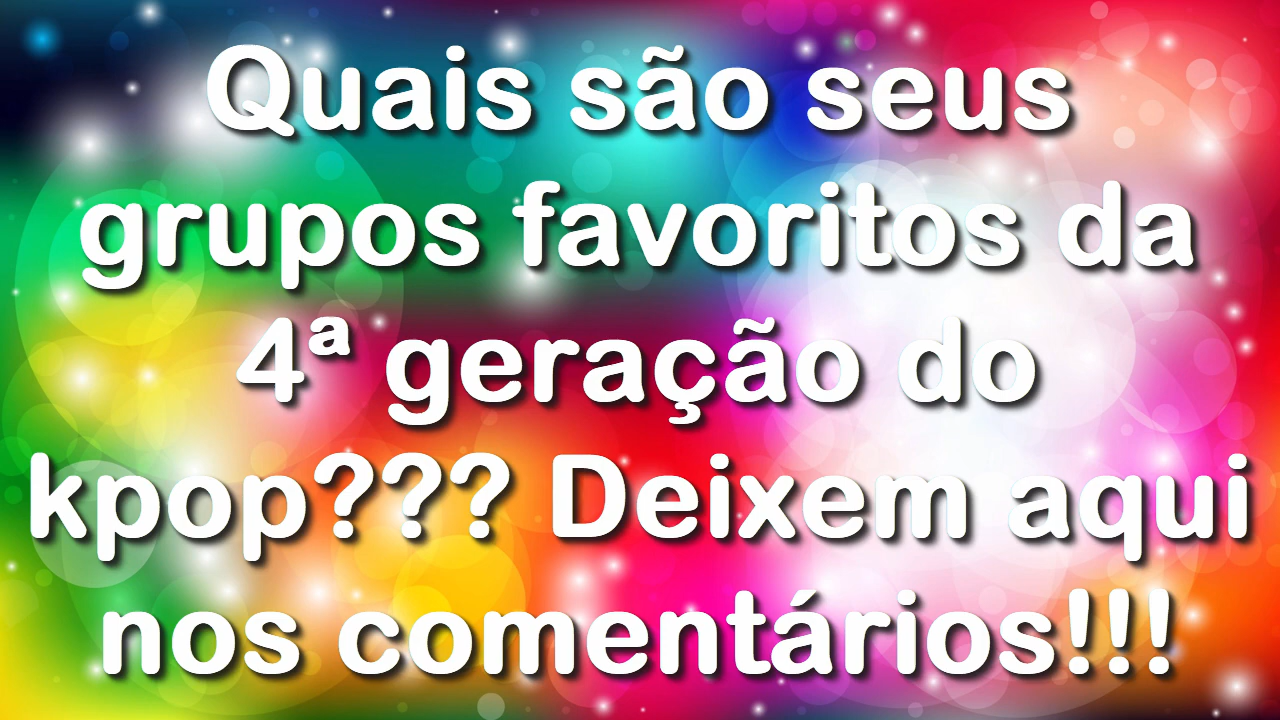 Quais são seus
grupos favoritos da
4ª geração do
kpop??? Deixem aqui
nos comentários!!!